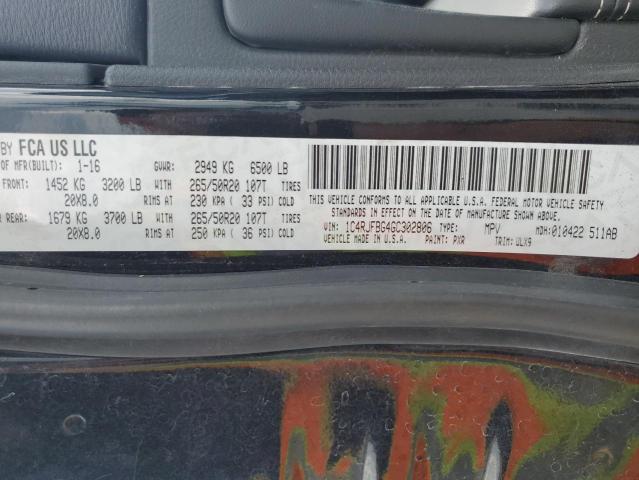 BY FCA US LLC
OF MFR(BUILT): 1-16 GVWR: 2949 KG 6500 LB
FRONT: 1452 KG 3200 LB WITH 265/50R20 107T TIRES
20X8.0 RIMS AT 230 KPA ( 33 PSI) COLD
REAR: 1679 KG 3700 LB WITH 265/50R20 107T TIRES
20X8.0 RIMS AT 250 KPA ( 36 PSI) COLD
THIS VEHICLE CONFORMS TO ALL APPLICABLE U.S.A. FEDERAL MOTOR VEHICLE SAFETY
STANDARDS IN EFFECT ON THE DATE OF MANUFACTURE SHOWN ABOVE.
VIN: 1C4RJFBG4GC302806 TYPE: MPV MDH: 010422 511AB
VEHICLE MADE IN U.S.A. PAINT: PXR TRIM: ULX9